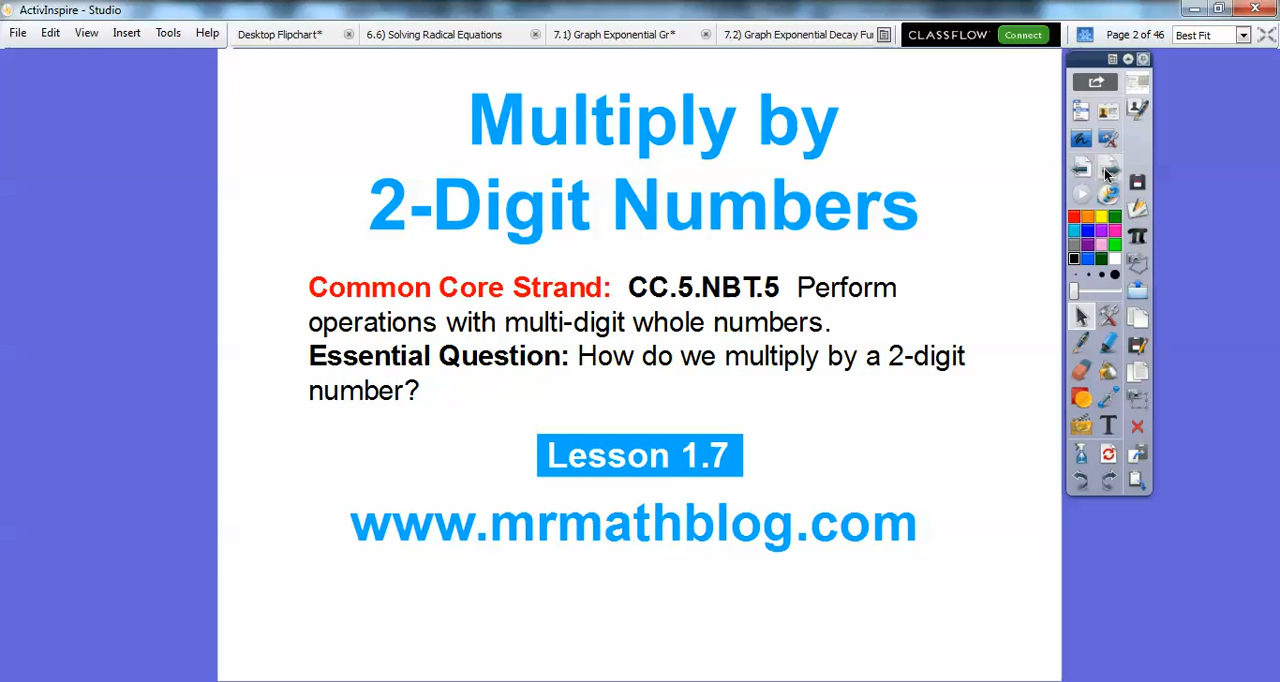 ActivInspire - Studio
File Edit View Insert Tools Help
Desktop Flipchart* 6.6) Solving Radical Equations 7.1) Graph Exponential Gr* 7.2) Graph Exponential Decay Fur
CLASSFLOW Connect
Page 2 of 46 Best Fit
Multiply by
2-Digit Numbers
Common Core Strand: CC.5.NBT.5 Perform
operations with multi-digit whole numbers.
Essential Question: How do we multiply by a 2-digit
number?
Lesson 1.7
www.mrmathblog.com